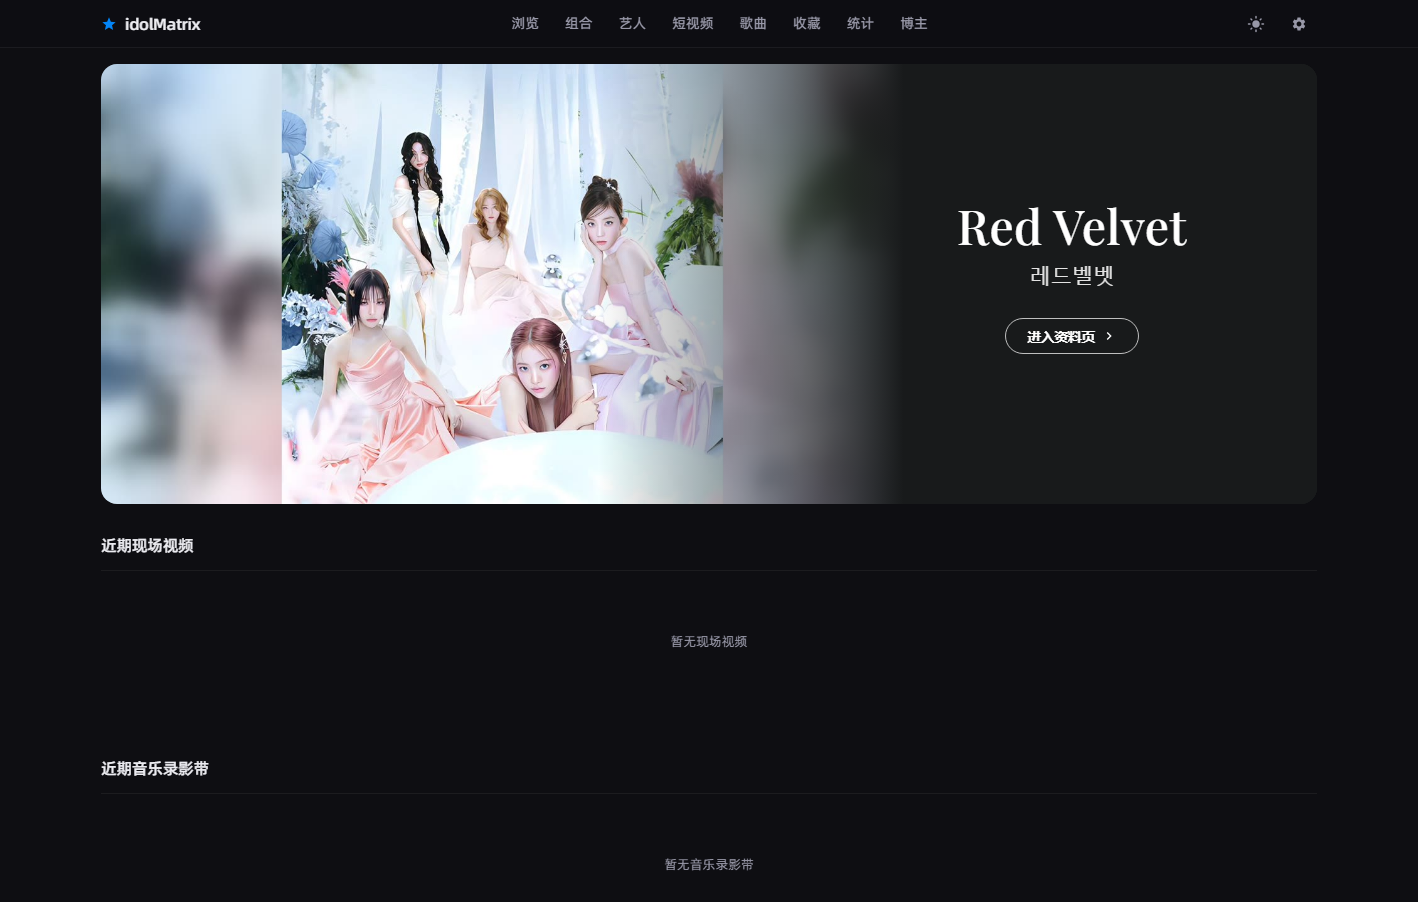 idolMatrix
浏览
组合
艺人
短视频
歌曲
收藏
统计
博主
Red Velvet
레드벨벳
进入资料页
近期现场视频
暂无现场视频
近期音乐录影带
暂无音乐录影带